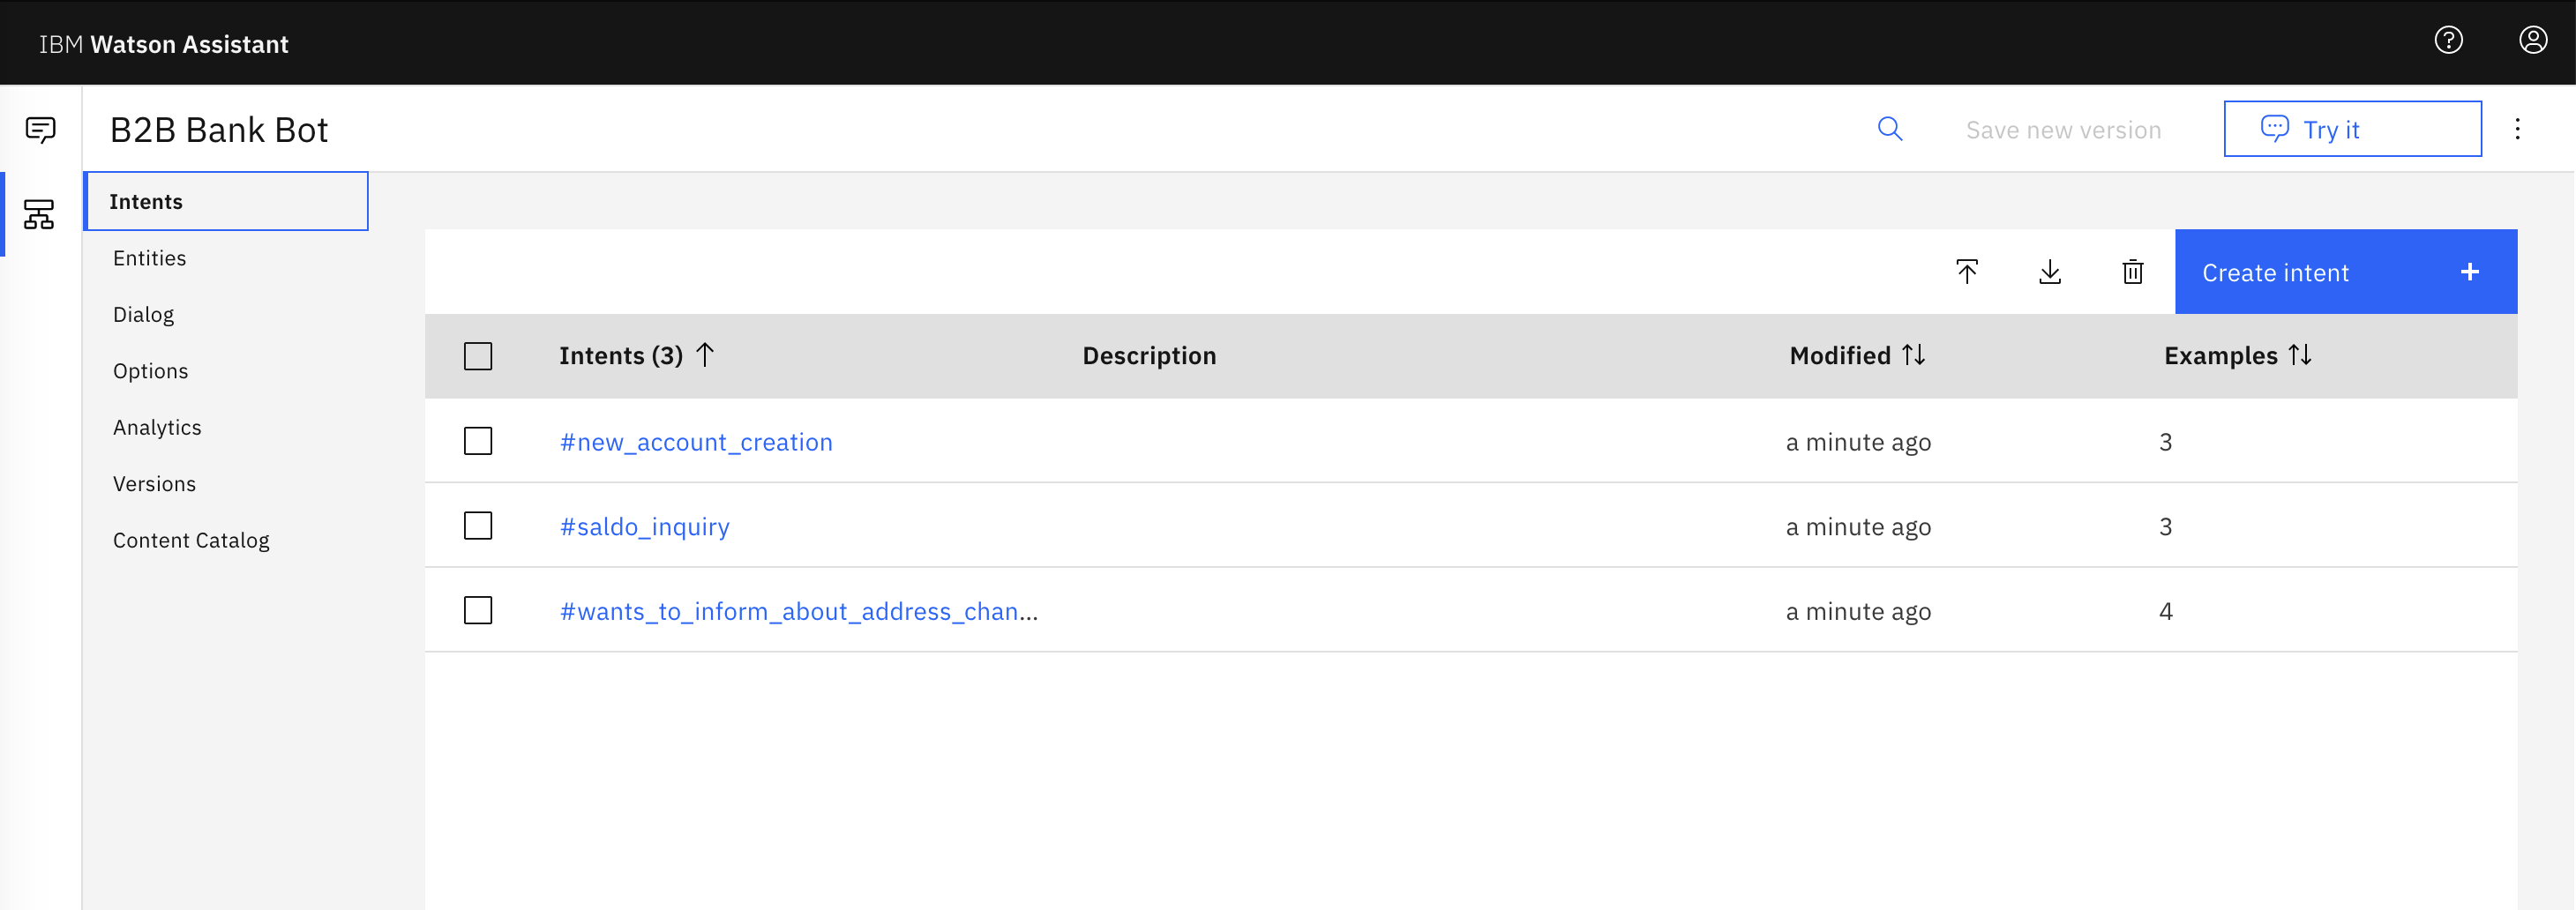 IBM Watson Assistant
B2B Bank Bot
Save new version
Try it
Intents
Entities
Dialog
Options
Analytics
Versions
Content Catalog
Create intent
Intents (3) Description Modified Examples
#new_account_creation a minute ago 3
#saldo_inquiry a minute ago 3
#wants_to_inform_about_address_chan... a minute ago 4